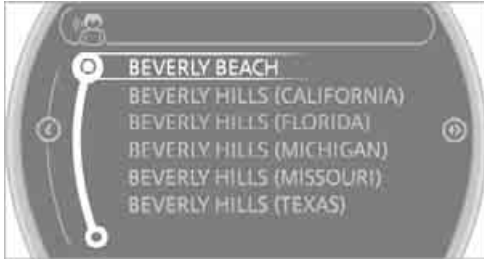 BEVERLY BEACH
BEVERLY HILLS (CALIFORNIA)
BEVERLY HILLS (FLORIDA)
BEVERLY HILLS (MICHIGAN)
BEVERLY HILLS (MISSOURI)
BEVERLY HILLS (TEXAS)